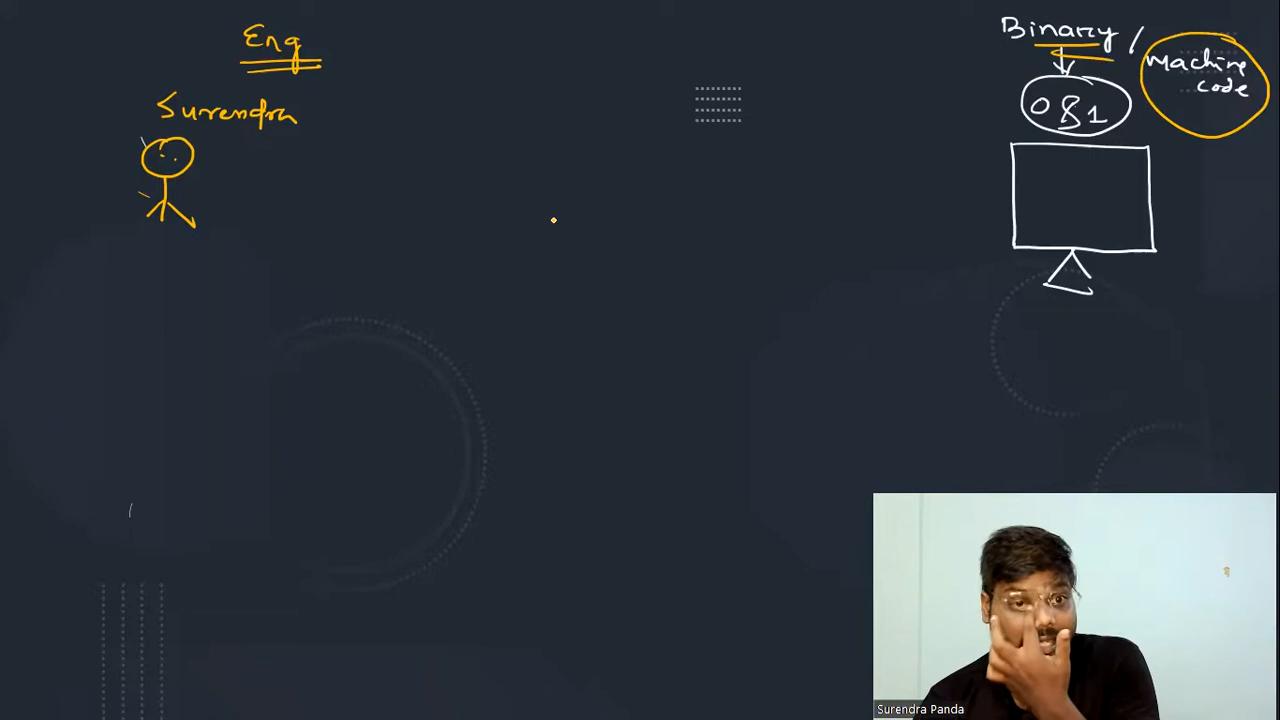 Eng
Surendra
Binary /
Machine
code
0 & 1
Surendra Panda